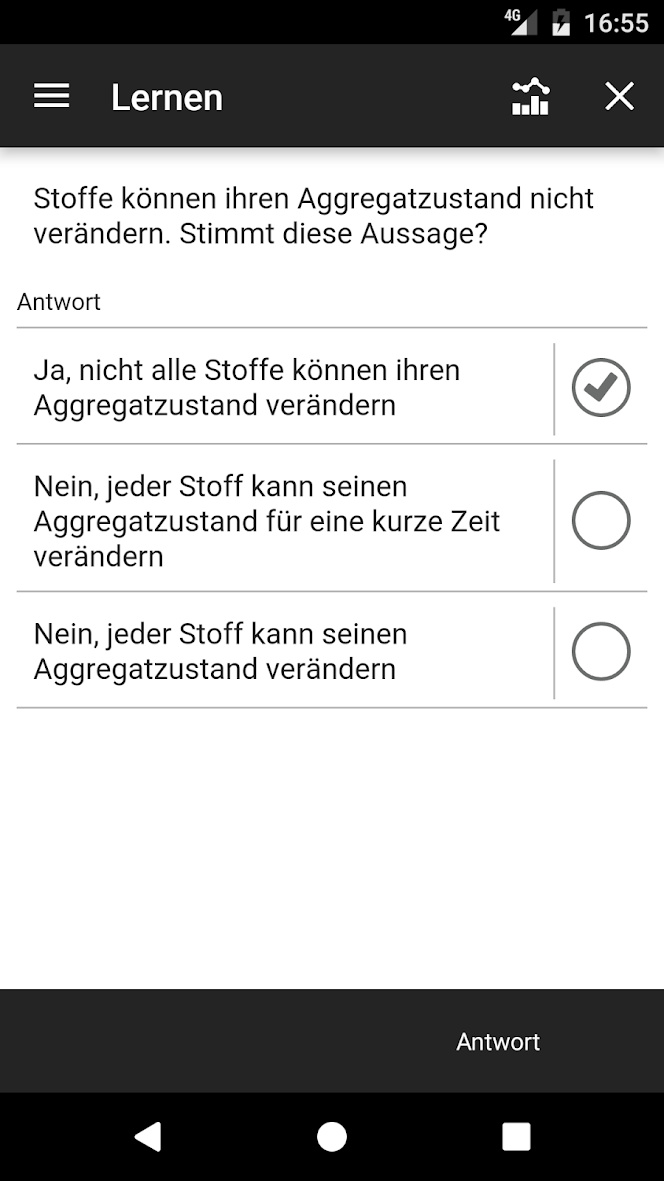 4G 16:55
Lernen
Stoffe können ihren Aggregatzustand nicht
verändern. Stimmt diese Aussage?
Antwort
Ja, nicht alle Stoffe können ihren
Aggregatzustand verändern
Nein, jeder Stoff kann seinen
Aggregatzustand für eine kurze Zeit
verändern
Nein, jeder Stoff kann seinen
Aggregatzustand verändern
Antwort